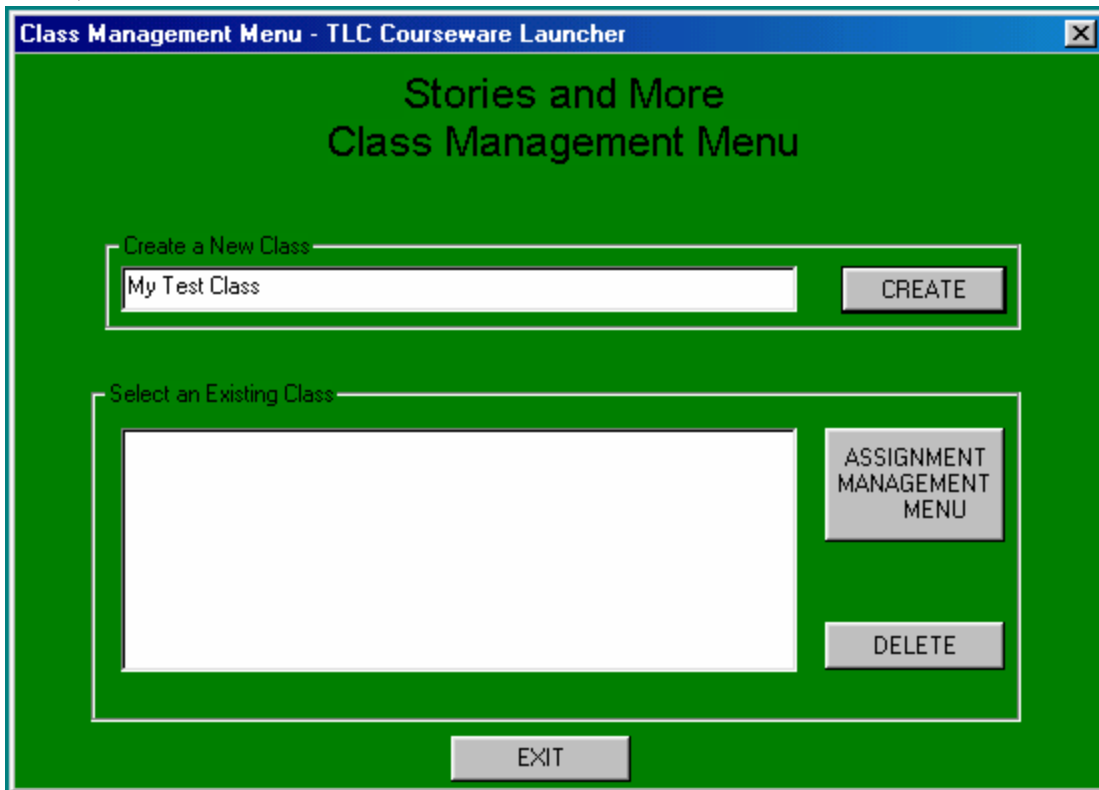 Class Management Menu - TLC Courseware Launcher
Stories and More
Class Management Menu
Create a New Class
My Test Class
CREATE
Select an Existing Class
ASSIGNMENT
MANAGEMENT
MENU
DELETE
EXIT